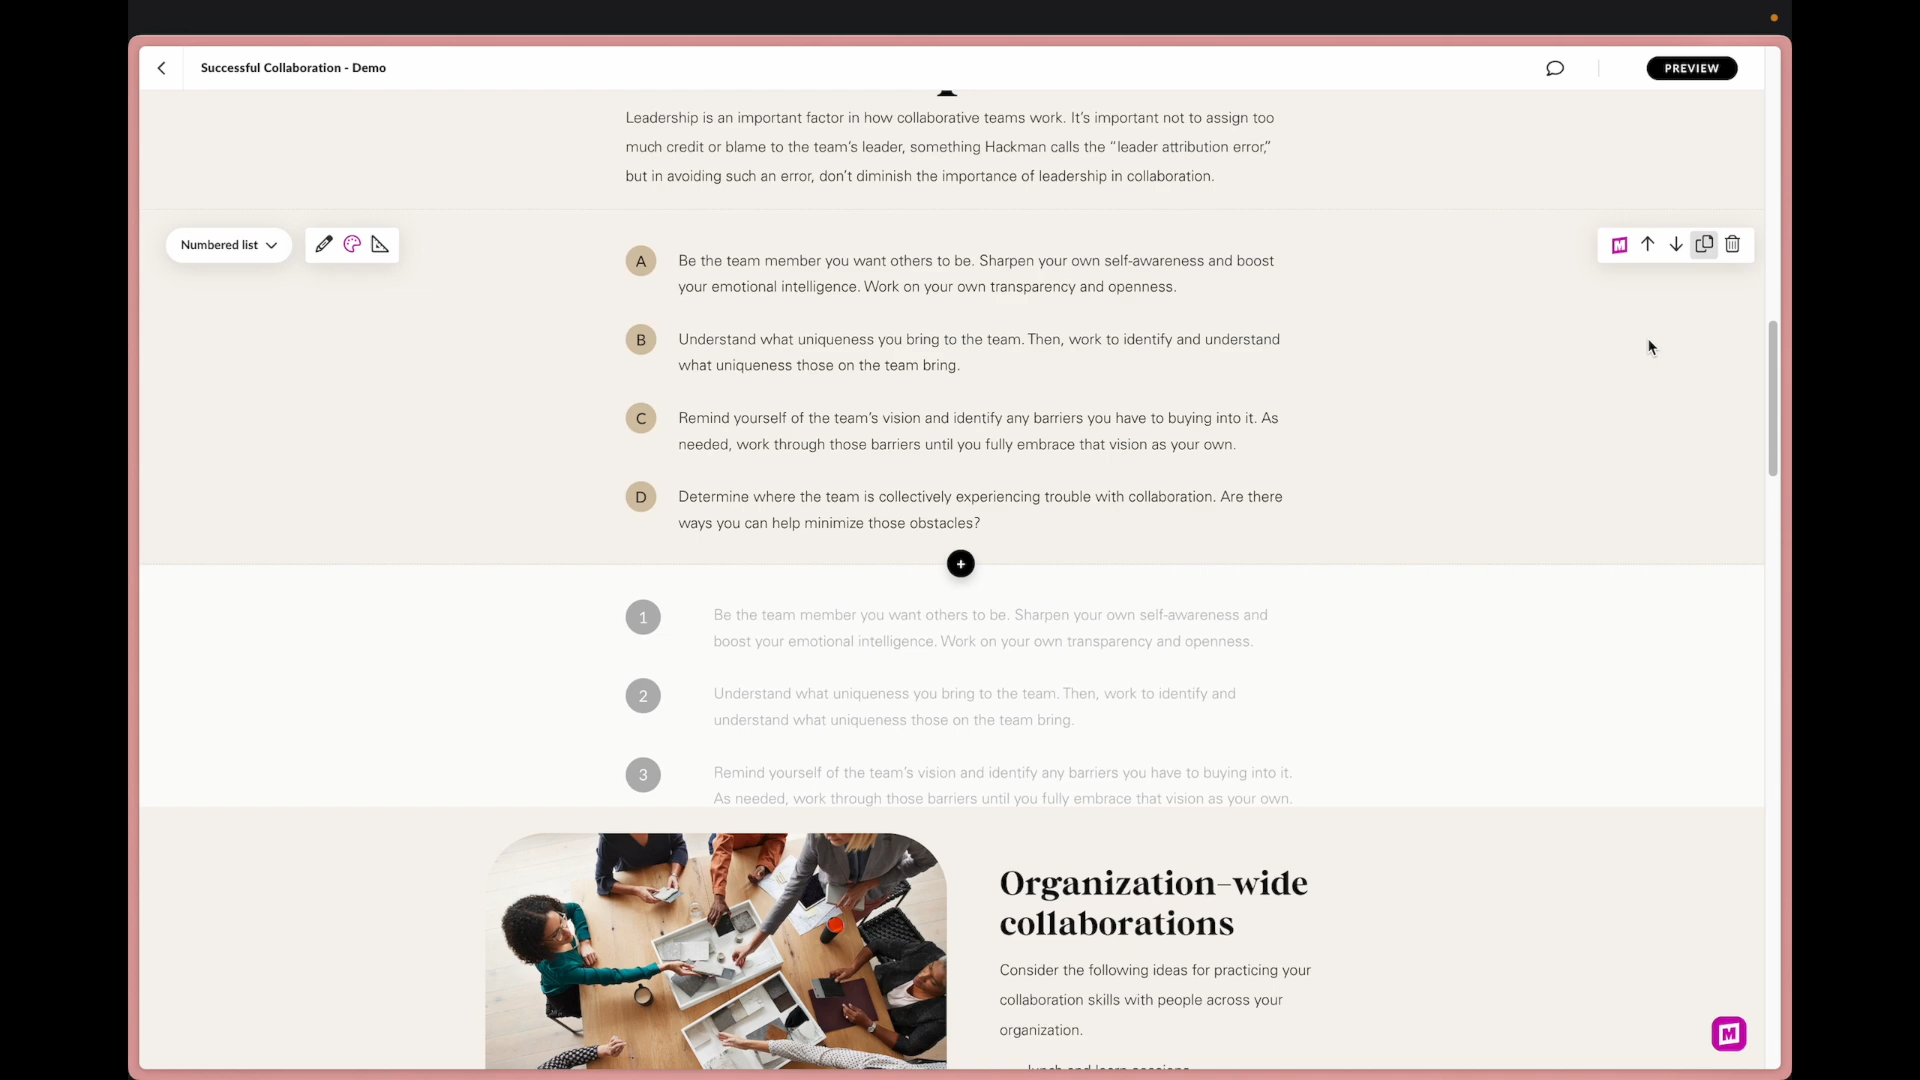 Successful Collaboration - Demo
PREVIEW
Leadership is an important factor in how collaborative teams work. It’s important not to assign too
much credit or blame to the team’s leader, something Hackman calls the “leader attribution error,”
but in avoiding such an error, don’t diminish the importance of leadership in collaboration.
Numbered list
A
Be the team member you want others to be. Sharpen your own self-awareness and boost
your emotional intelligence. Work on your own transparency and openness.
B
Understand what uniqueness you bring to the team. Then, work to identify and understand
what uniqueness those on the team bring.
C
Remind yourself of the team’s vision and identify any barriers you have to buying into it. As
needed, work through those barriers until you fully embrace that vision as your own.
D
Determine where the team is collectively experiencing trouble with collaboration. Are there
ways you can help minimize those obstacles?
1
Be the team member you want others to be. Sharpen your own self-awareness and
boost your emotional intelligence. Work on your own transparency and openness.
2
Understand what uniqueness you bring to the team. Then, work to identify and
understand what uniqueness those on the team bring.
3
Remind yourself of the team’s vision and identify any barriers you have to buying into it.
As needed, work through those barriers until you fully embrace that vision as your own.
Organization-wide
collaborations
Consider the following ideas for practicing your
collaboration skills with people across your
organization.
lunch and learn sessions